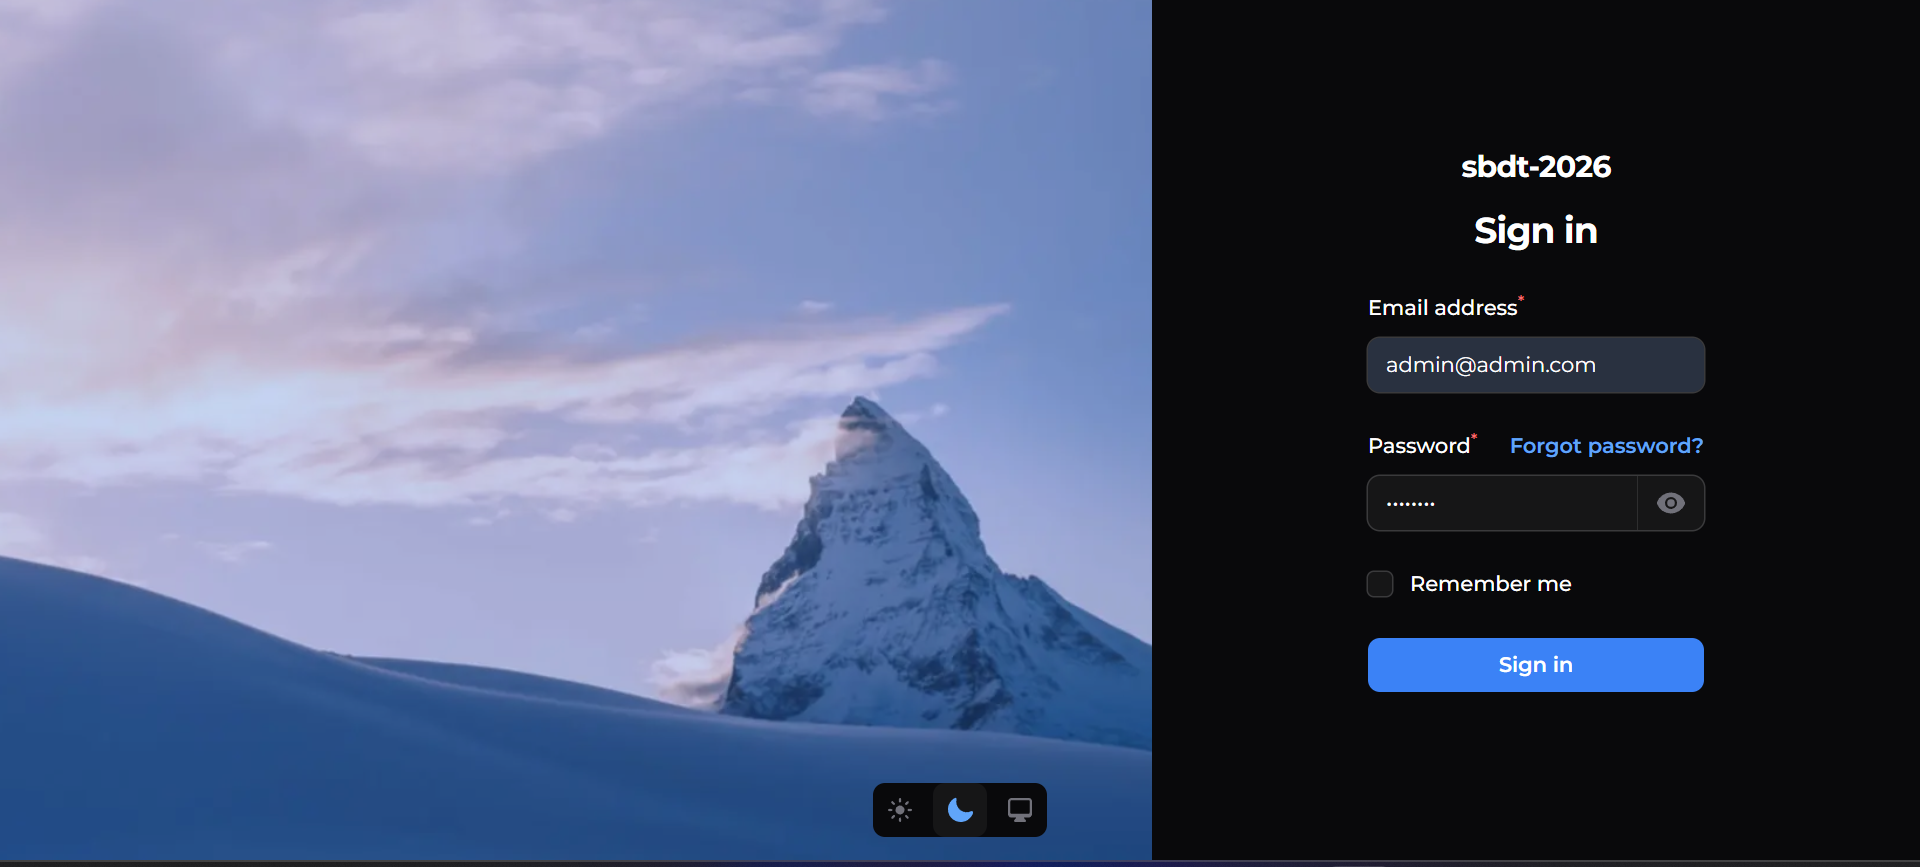 sbdt-2026
Sign in
Email address*
admin@admin.com
Password* Forgot password?
••••••••
Remember me
Sign in